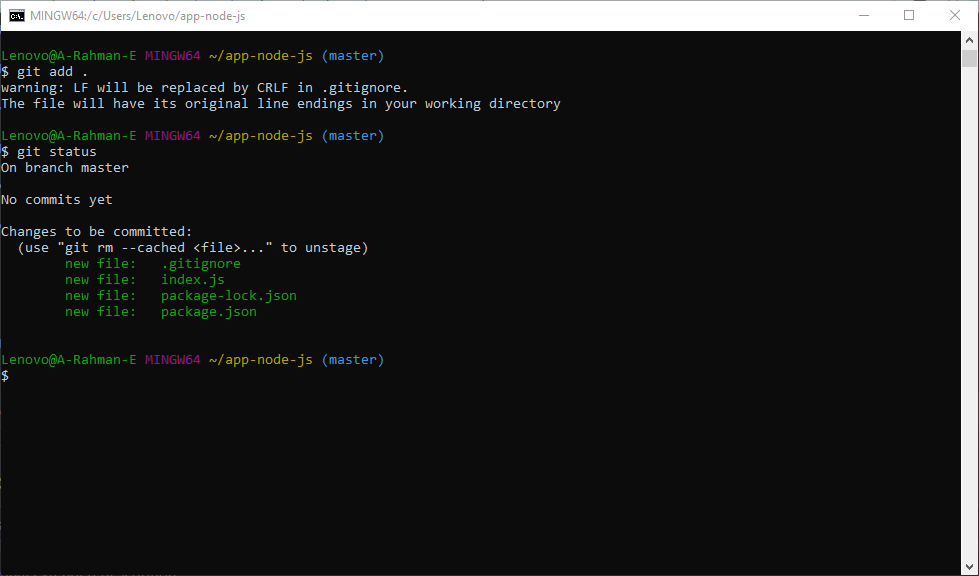 MINGW64:/c/Users/Lenovo/app-node-js
Lenovo@A-Rahman-E MINGW64 ~/app-node-js (master)
$ git add .
warning: LF will be replaced by CRLF in .gitignore.
The file will have its original line endings in your working directory
Lenovo@A-Rahman-E MINGW64 ~/app-node-js (master)
$ git status
On branch master
No commits yet
Changes to be committed:
  (use "git rm --cached <file>..." to unstage)
        new file:   .gitignore
        new file:   index.js
        new file:   package-lock.json
        new file:   package.json
Lenovo@A-Rahman-E MINGW64 ~/app-node-js (master)
$